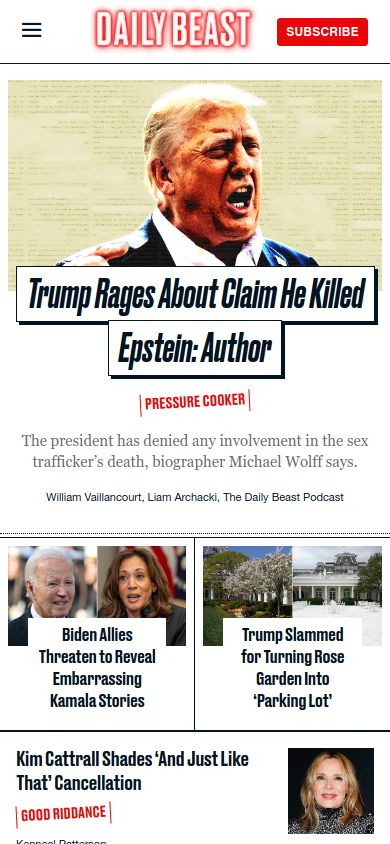 DAILY BEAST
SUBSCRIBE
Trump Rages About Claim He Killed
Epstein: Author
PRESSURE COOKER
The president has denied any involvement in the sex
trafficker’s death, biographer Michael Wolff says.
William Vaillancourt, Liam Archacki, The Daily Beast Podcast
Biden Allies
Threaten to Reveal
Embarrassing
Kamala Stories
Trump Slammed
for Turning Rose
Garden Into
‘Parking Lot’
Kim Cattrall Shades ‘And Just Like
That’ Cancellation
GOOD RIDDANCE